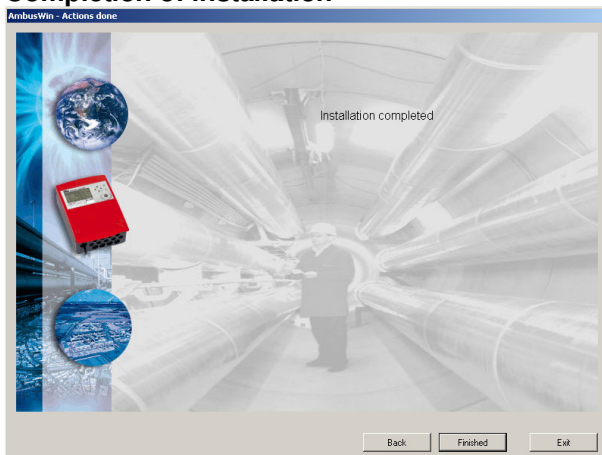 Completion of Installation
AmbusWin - Actions done
Installation completed
Back
Finished
Exit